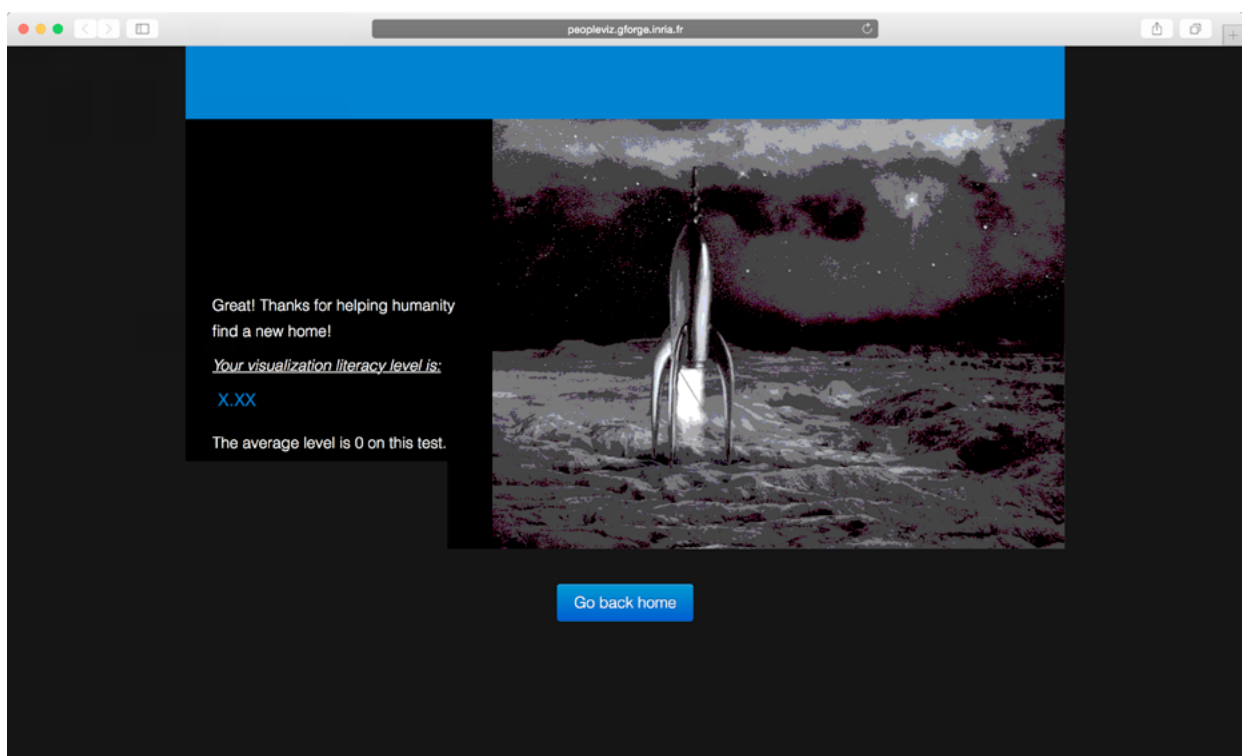 peopleviz.gforge.inria.fr
Great! Thanks for helping humanity
find a new home!
Your visualization literacy level is:
X.XX
The average level is 0 on this test.
Go back home